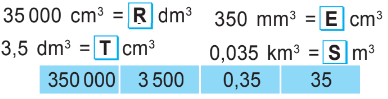 35 000 cm³ = R dm³ 350 mm³ = E cm³
3,5 dm³ = T cm³ 0,035 km³ = S m³
350 000 3 500 0,35 35